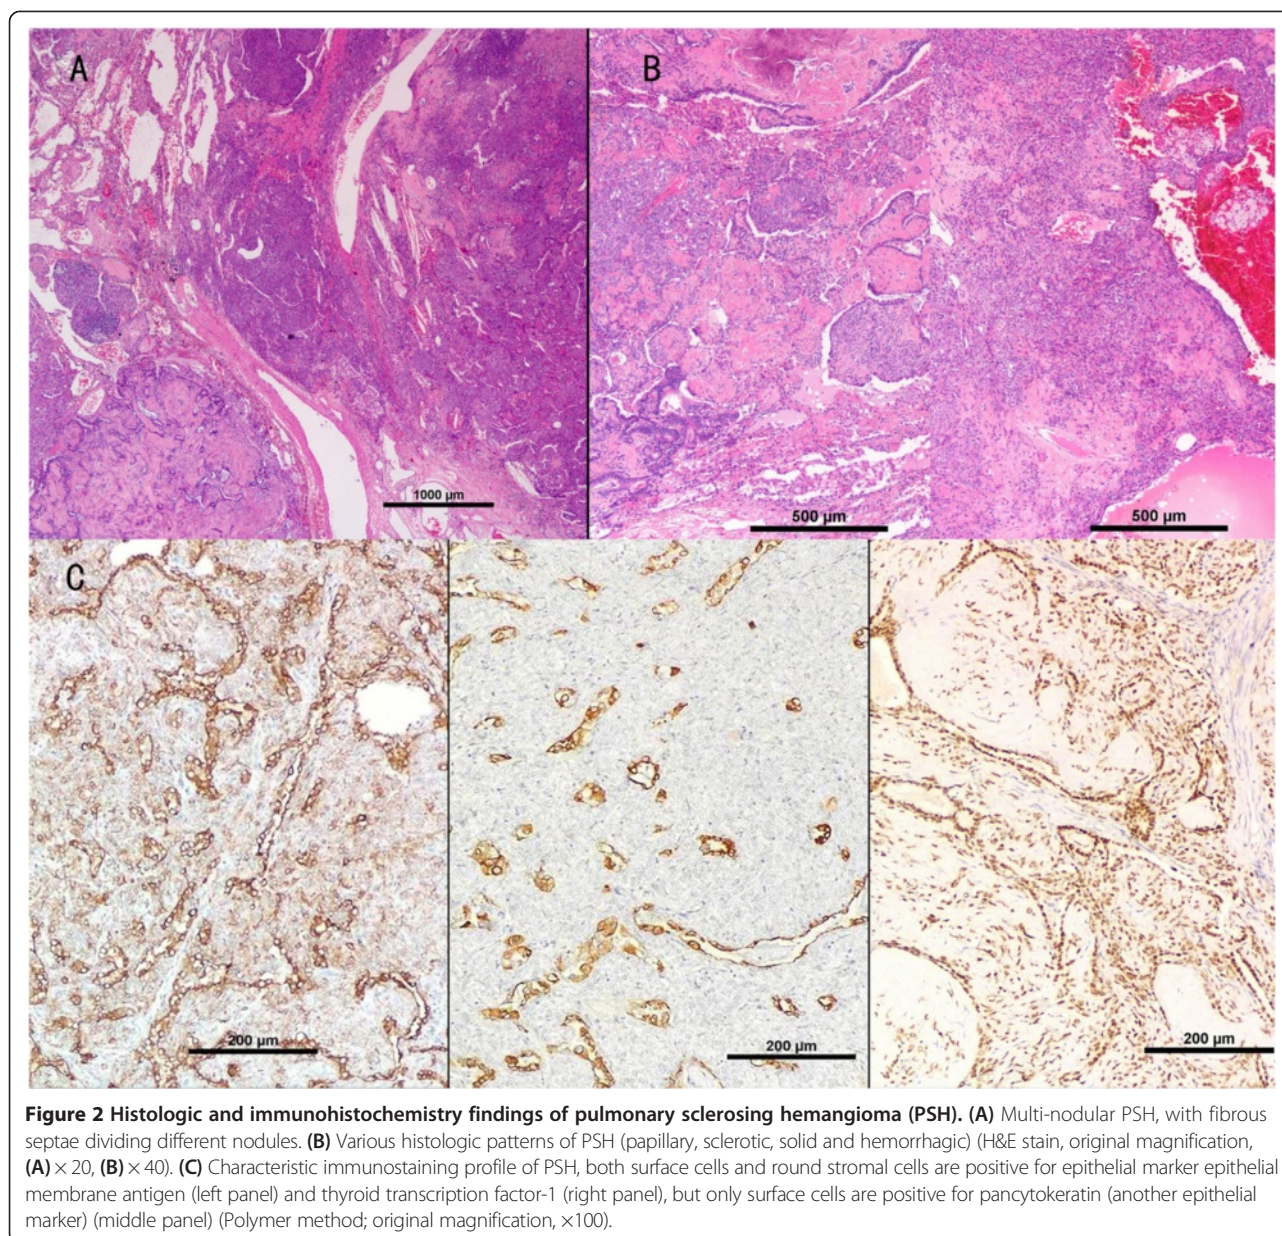 A
B
1000 µm
500 µm
500 µm
C
200 µm
200 µm
200 µm
Figure 2 Histologic and immunohistochemistry findings of pulmonary sclerosing hemangioma (PSH). (A) Multi-nodular PSH, with fibrous
septae dividing different nodules. (B) Various histologic patterns of PSH (papillary, sclerotic, solid and hemorrhagic) (H&E stain, original magnification,
(A) × 20, (B) × 40). (C) Characteristic immunostaining profile of PSH, both surface cells and round stromal cells are positive for epithelial marker epithelial
membrane antigen (left panel) and thyroid transcription factor-1 (right panel), but only surface cells are positive for pancytokeratin (another epithelial
marker) (middle panel) (Polymer method; original magnification, ×100).